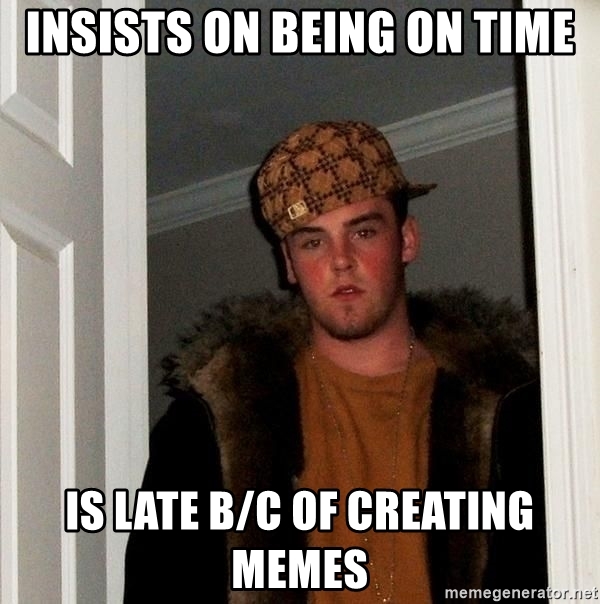 INSISTS ON BEING ON TIME
IS LATE B/C OF CREATING
MEMES
memegenerator.net